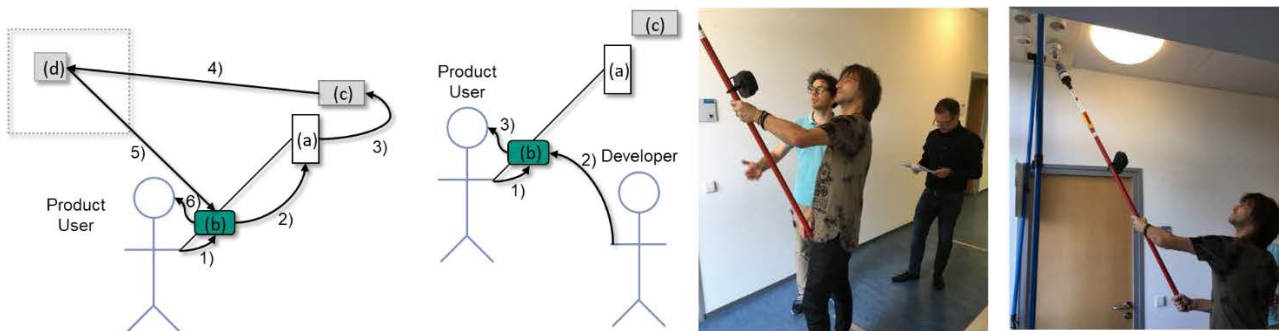 (d)
4)
(c)
(a)
3)
5)
Product
User
6)
(b)
2)
1)
(c)
(a)
Product
User
3)
(b)
2)
Developer
1)